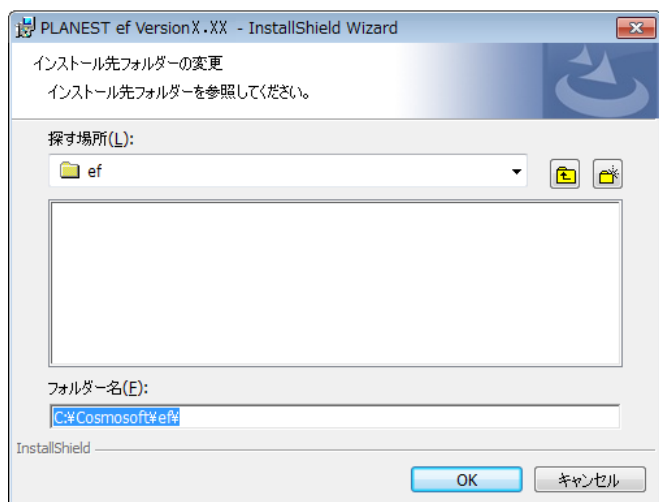 PLANEST ef VersionX.XX - InstallShield Wizard
インストール先フォルダーの変更
インストール先フォルダーを参照してください。
探す場所(L):
ef
フォルダー名(F):
C:¥Cosmosoft¥ef¥
InstallShield
OK
キャンセル